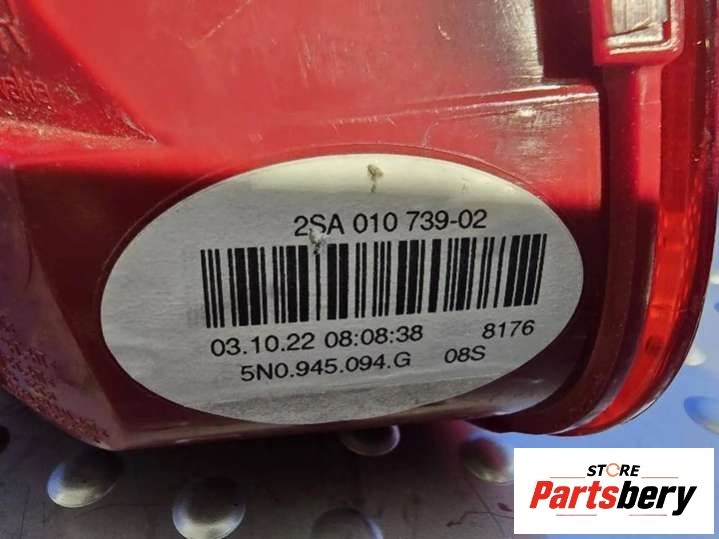 2SA 010 739-02
03.10.22 08:08:38 8176
5N0.945.094.G 08S
STORE
Partsbery